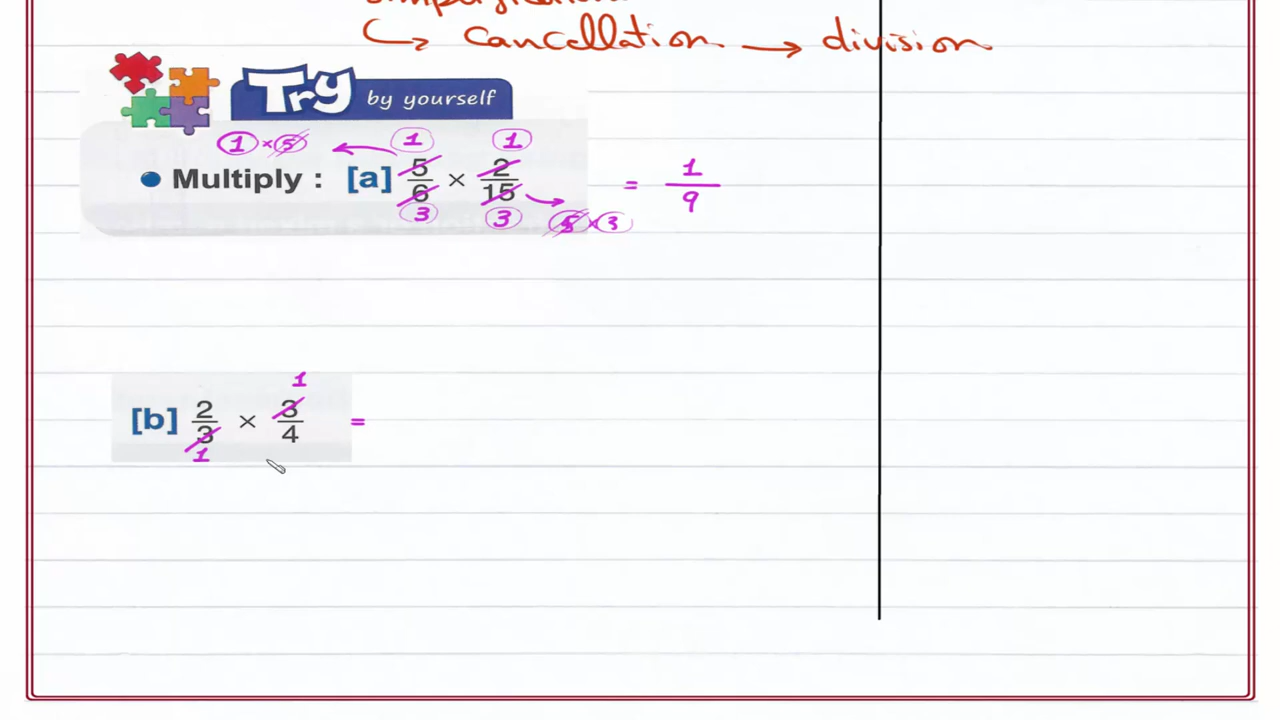 ↳ cancellation → division
Try by yourself
1 × 5 ← 1 1
• Multiply : [a] 5/6 × 2/15 = 1/9
3 3 → 5 × 3
1
[b] 2/3 × 3/4 =
1